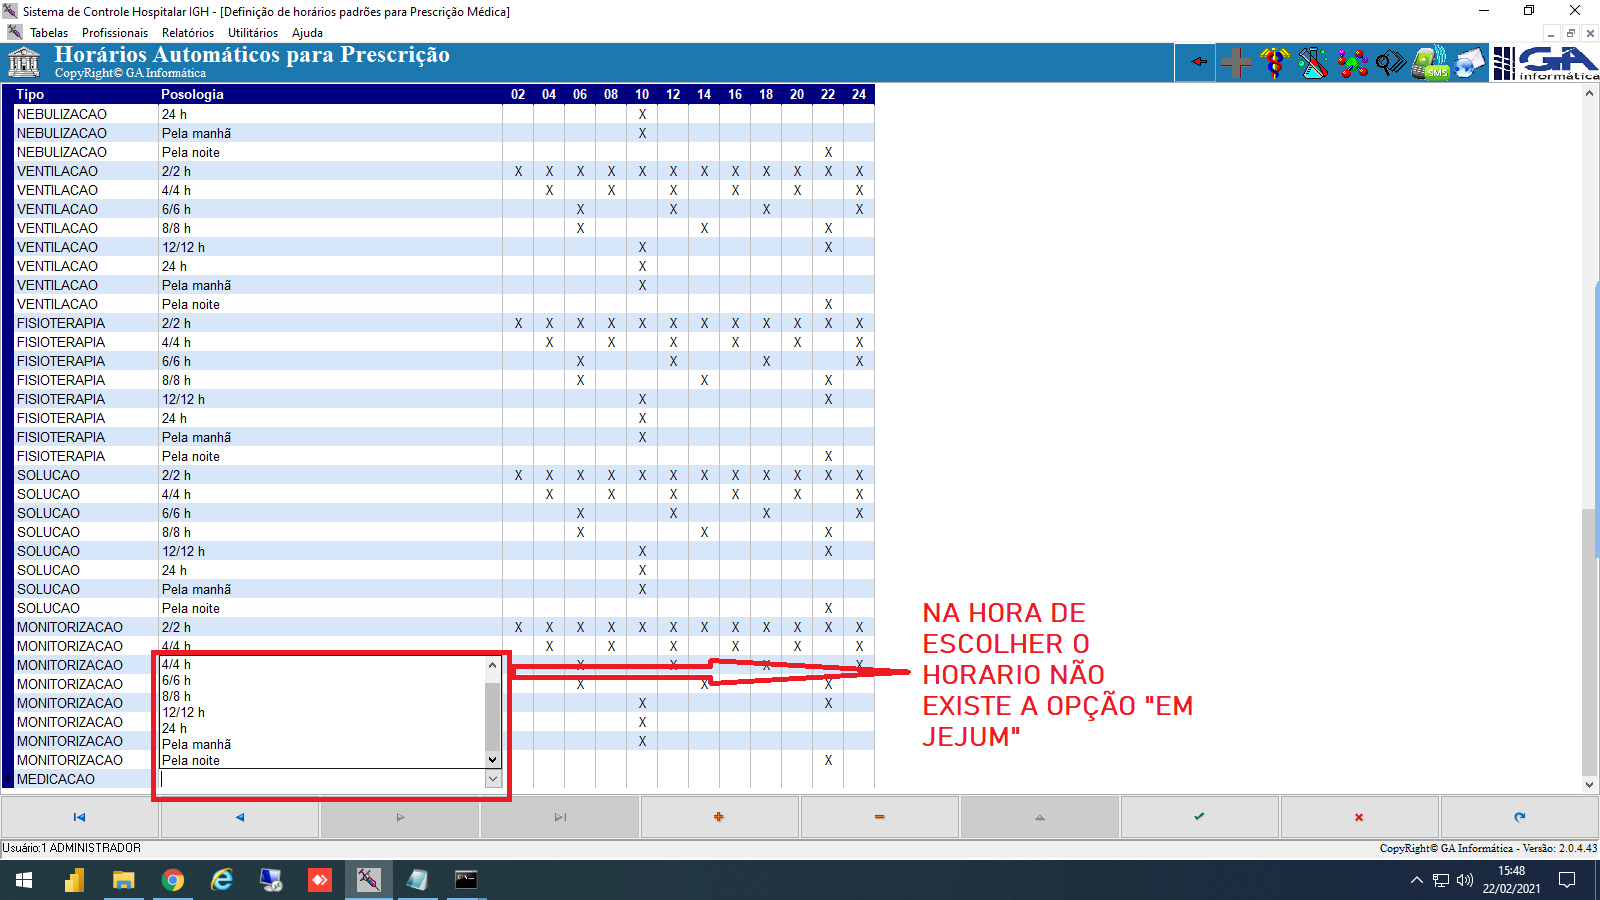 Sistema de Controle Hospitalar IGH - [Definição de horários padrões para Prescrição Médica]
Tabelas Profissionais Relatórios Utilitários Ajuda
Horários Automáticos para Prescrição
CopyRight© GA Informática
SMS
GA
informática
Tipo Posologia 02 04 06 08 10 12 14 16 18 20 22 24
NEBULIZACAO 24 h X
NEBULIZACAO Pela manhã X
NEBULIZACAO Pela noite X
VENTILACAO 2/2 h X X X X X X X X X X X X
VENTILACAO 4/4 h X X X X X X
VENTILACAO 6/6 h X X X X
VENTILACAO 8/8 h X X X
VENTILACAO 12/12 h X X
VENTILACAO 24 h X
VENTILACAO Pela manhã X
VENTILACAO Pela noite X
FISIOTERAPIA 2/2 h X X X X X X X X X X X X
FISIOTERAPIA 4/4 h X X X X X X
FISIOTERAPIA 6/6 h X X X X
FISIOTERAPIA 8/8 h X X X
FISIOTERAPIA 12/12 h X X
FISIOTERAPIA 24 h X
FISIOTERAPIA Pela manhã X
FISIOTERAPIA Pela noite X
SOLUCAO 2/2 h X X X X X X X X X X X X
SOLUCAO 4/4 h X X X X X X
SOLUCAO 6/6 h X X X X
SOLUCAO 8/8 h X X X
SOLUCAO 12/12 h X X
SOLUCAO 24 h X
SOLUCAO Pela manhã X
SOLUCAO Pela noite X
MONITORIZACAO 2/2 h X X X X X X X X X X X X
MONITORIZACAO 4/4 h X X X X X X
MONITORIZACAO X X X X
MONITORIZACAO X X X
MONITORIZACAO X X
MONITORIZACAO X
MONITORIZACAO X
MONITORIZACAO X
MEDICACAO
4/4 h
6/6 h
8/8 h
12/12 h
24 h
Pela manhã
Pela noite
NA HORA DE
ESCOLHER O
HORARIO NÃO
EXISTE A OPÇÃO "EM
JEJUM"
Usuário:1 ADMINISTRADOR
CopyRight© GA Informática - Versão: 2.0.4.43
15:48
22/02/2021